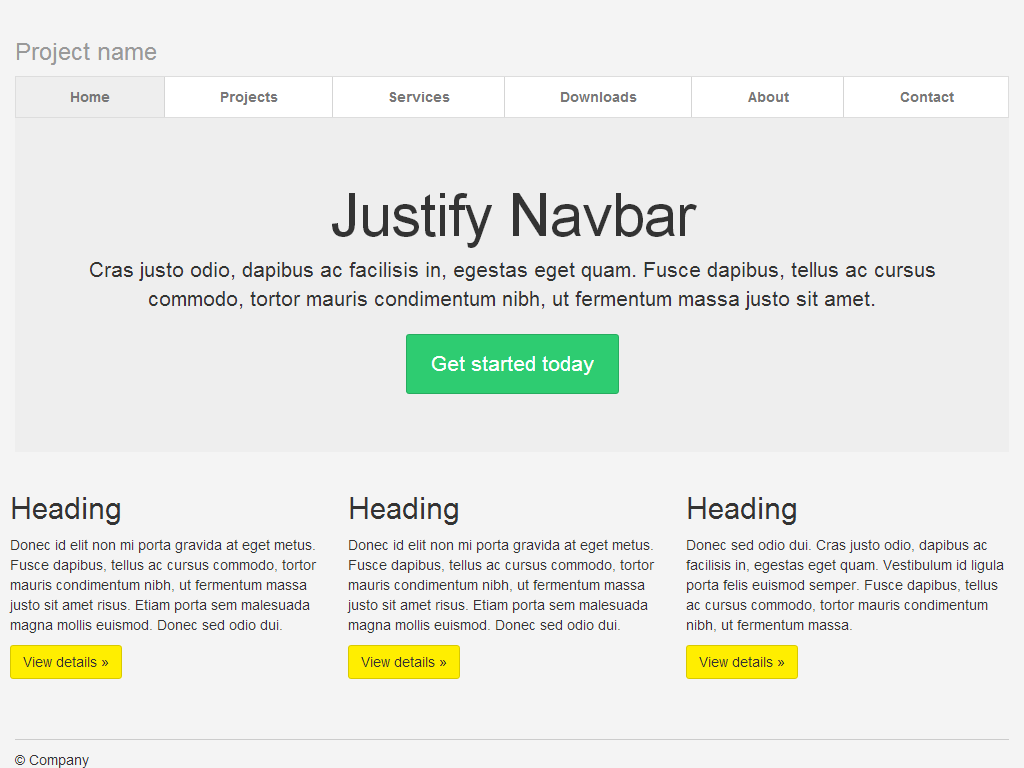 Project name
Home Projects Services Downloads About Contact
Justify Navbar
Cras justo odio, dapibus ac facilisis in, egestas eget quam. Fusce dapibus, tellus ac cursus
commodo, tortor mauris condimentum nibh, ut fermentum massa justo sit amet.
Get started today
Heading
Donec id elit non mi porta gravida at eget metus.
Fusce dapibus, tellus ac cursus commodo, tortor
mauris condimentum nibh, ut fermentum massa
justo sit amet risus. Etiam porta sem malesuada
magna mollis euismod. Donec sed odio dui.
View details »
Heading
Donec id elit non mi porta gravida at eget metus.
Fusce dapibus, tellus ac cursus commodo, tortor
mauris condimentum nibh, ut fermentum massa
justo sit amet risus. Etiam porta sem malesuada
magna mollis euismod. Donec sed odio dui.
View details »
Heading
Donec sed odio dui. Cras justo odio, dapibus ac
facilisis in, egestas eget quam. Vestibulum id ligula
porta felis euismod semper. Fusce dapibus, tellus
ac cursus commodo, tortor mauris condimentum
nibh, ut fermentum massa.
View details »
© Company